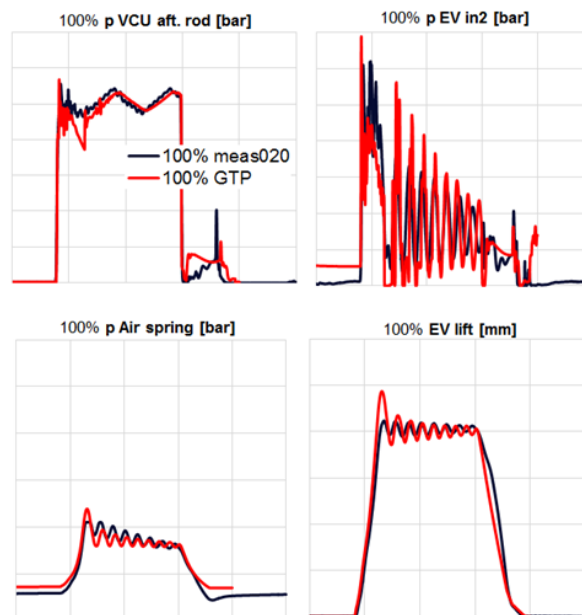 100% p VCU aft. rod [bar]
100% p EV in2 [bar]
100% meas020
100% GTP
100% p Air spring [bar]
100% EV lift [mm]